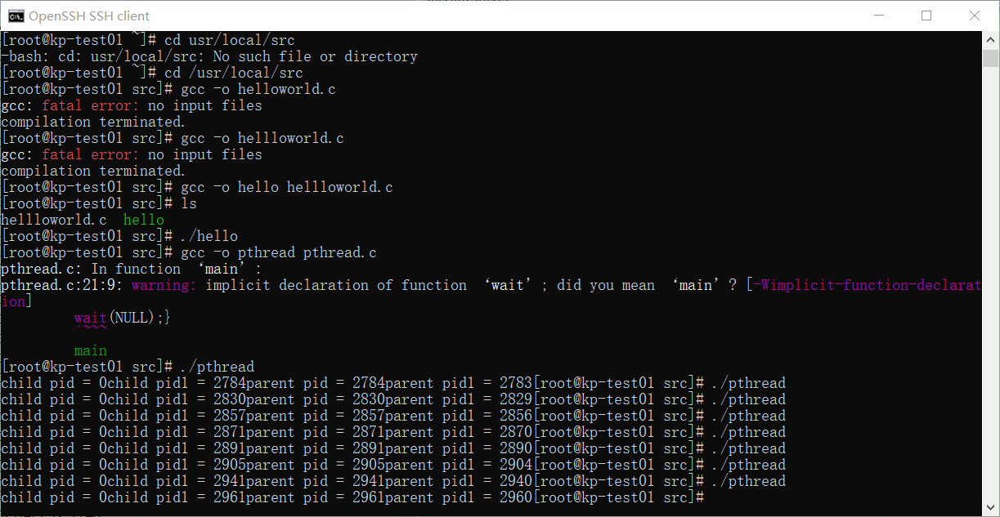 OpenSSH SSH client
[root@kp-test01 ~]# cd usr/local/src
-bash: cd: usr/local/src: No such file or directory
[root@kp-test01 ~]# cd /usr/local/src
[root@kp-test01 src]# gcc -o helloworld.c
gcc: fatal error: no input files
compilation terminated.
[root@kp-test01 src]# gcc -o hellloworld.c
gcc: fatal error: no input files
compilation terminated.
[root@kp-test01 src]# gcc -o hello hellloworld.c
[root@kp-test01 src]# ls
hellloworld.c  hello
[root@kp-test01 src]# ./hello
[root@kp-test01 src]# gcc -o pthread pthread.c
pthread.c: In function ‘main’:
pthread.c:21:9: warning: implicit declaration of function ‘wait’; did you mean ‘main’? [-Wimplicit-function-declarat
ion]
         wait(NULL);}
         ^~~~
         main
[root@kp-test01 src]# ./pthread
child pid = 0child pid1 = 2784parent pid = 2784parent pid1 = 2783[root@kp-test01 src]# ./pthread
child pid = 0child pid1 = 2830parent pid = 2830parent pid1 = 2829[root@kp-test01 src]# ./pthread
child pid = 0child pid1 = 2857parent pid = 2857parent pid1 = 2856[root@kp-test01 src]# ./pthread
child pid = 0child pid1 = 2871parent pid = 2871parent pid1 = 2870[root@kp-test01 src]# ./pthread
child pid = 0child pid1 = 2891parent pid = 2891parent pid1 = 2890[root@kp-test01 src]# ./pthread
child pid = 0child pid1 = 2905parent pid = 2905parent pid1 = 2904[root@kp-test01 src]# ./pthread
child pid = 0child pid1 = 2941parent pid = 2941parent pid1 = 2940[root@kp-test01 src]# ./pthread
child pid = 0child pid1 = 2961parent pid = 2961parent pid1 = 2960[root@kp-test01 src]#